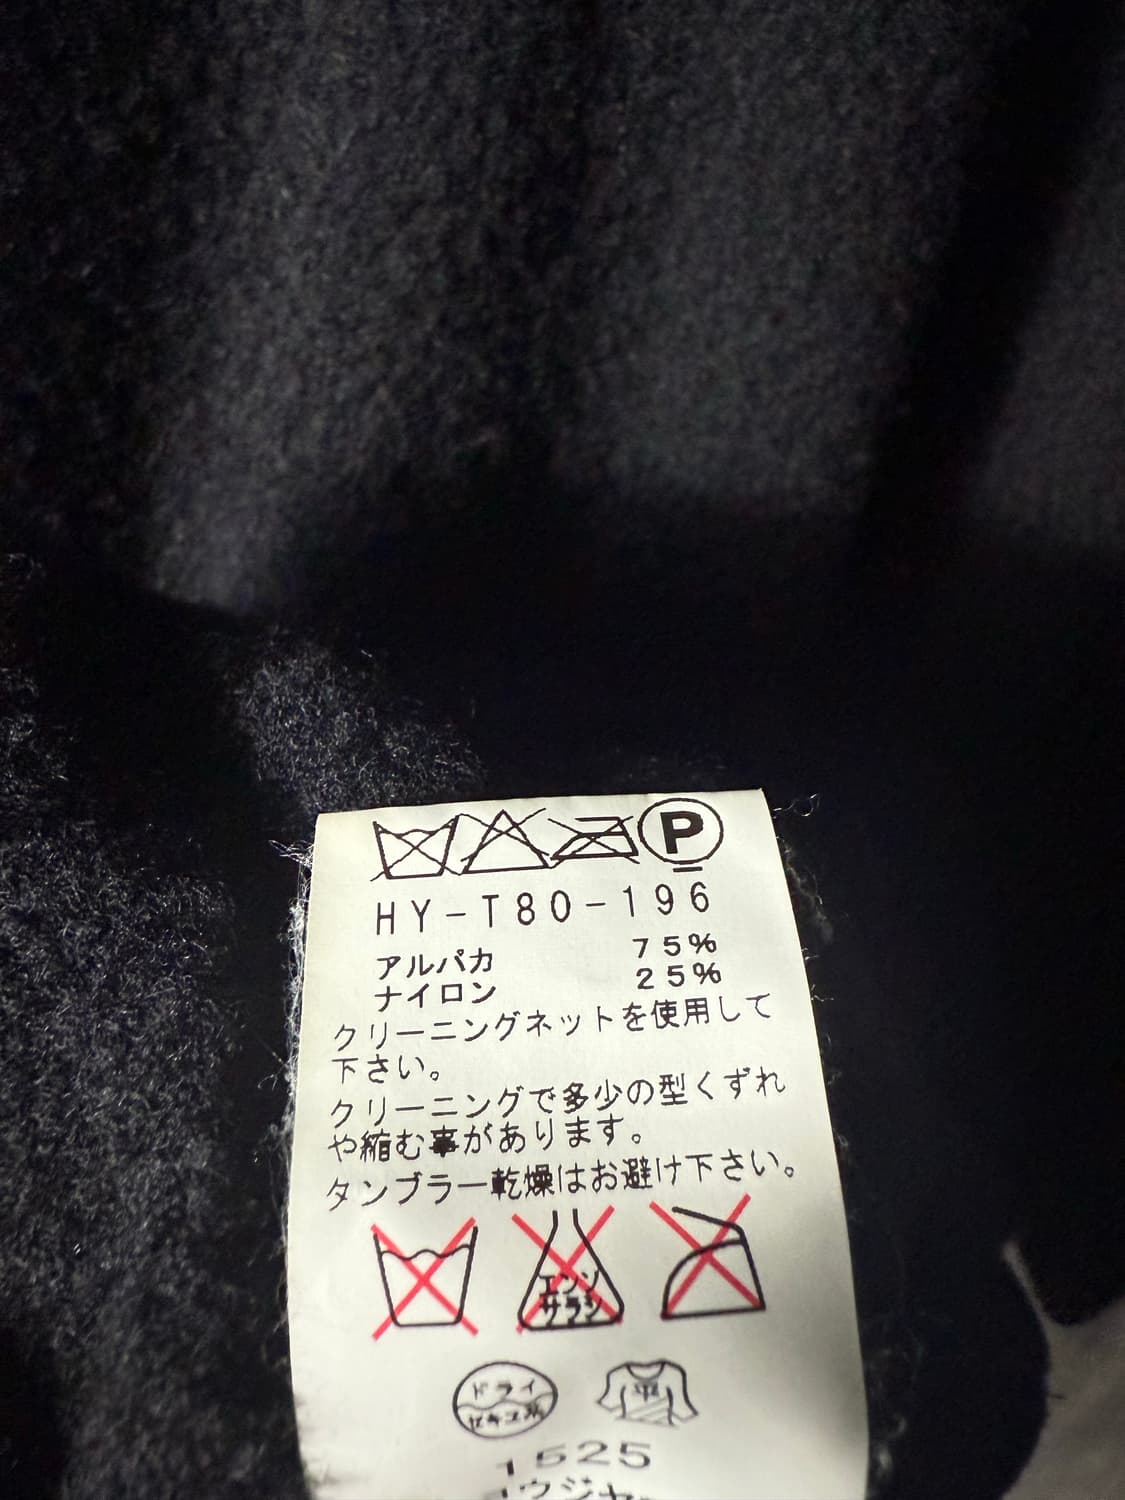 P
HY-T80-196
アルパカ 75%
ナイロン 25%
クリーニングネットを使用して
下さい。
クリーニングで多少の型くずれ
や縮む事があります。
タンブラー乾燥はお避け下さい。
エンソ
サラシ
ドライ
セキユ系
平
1525